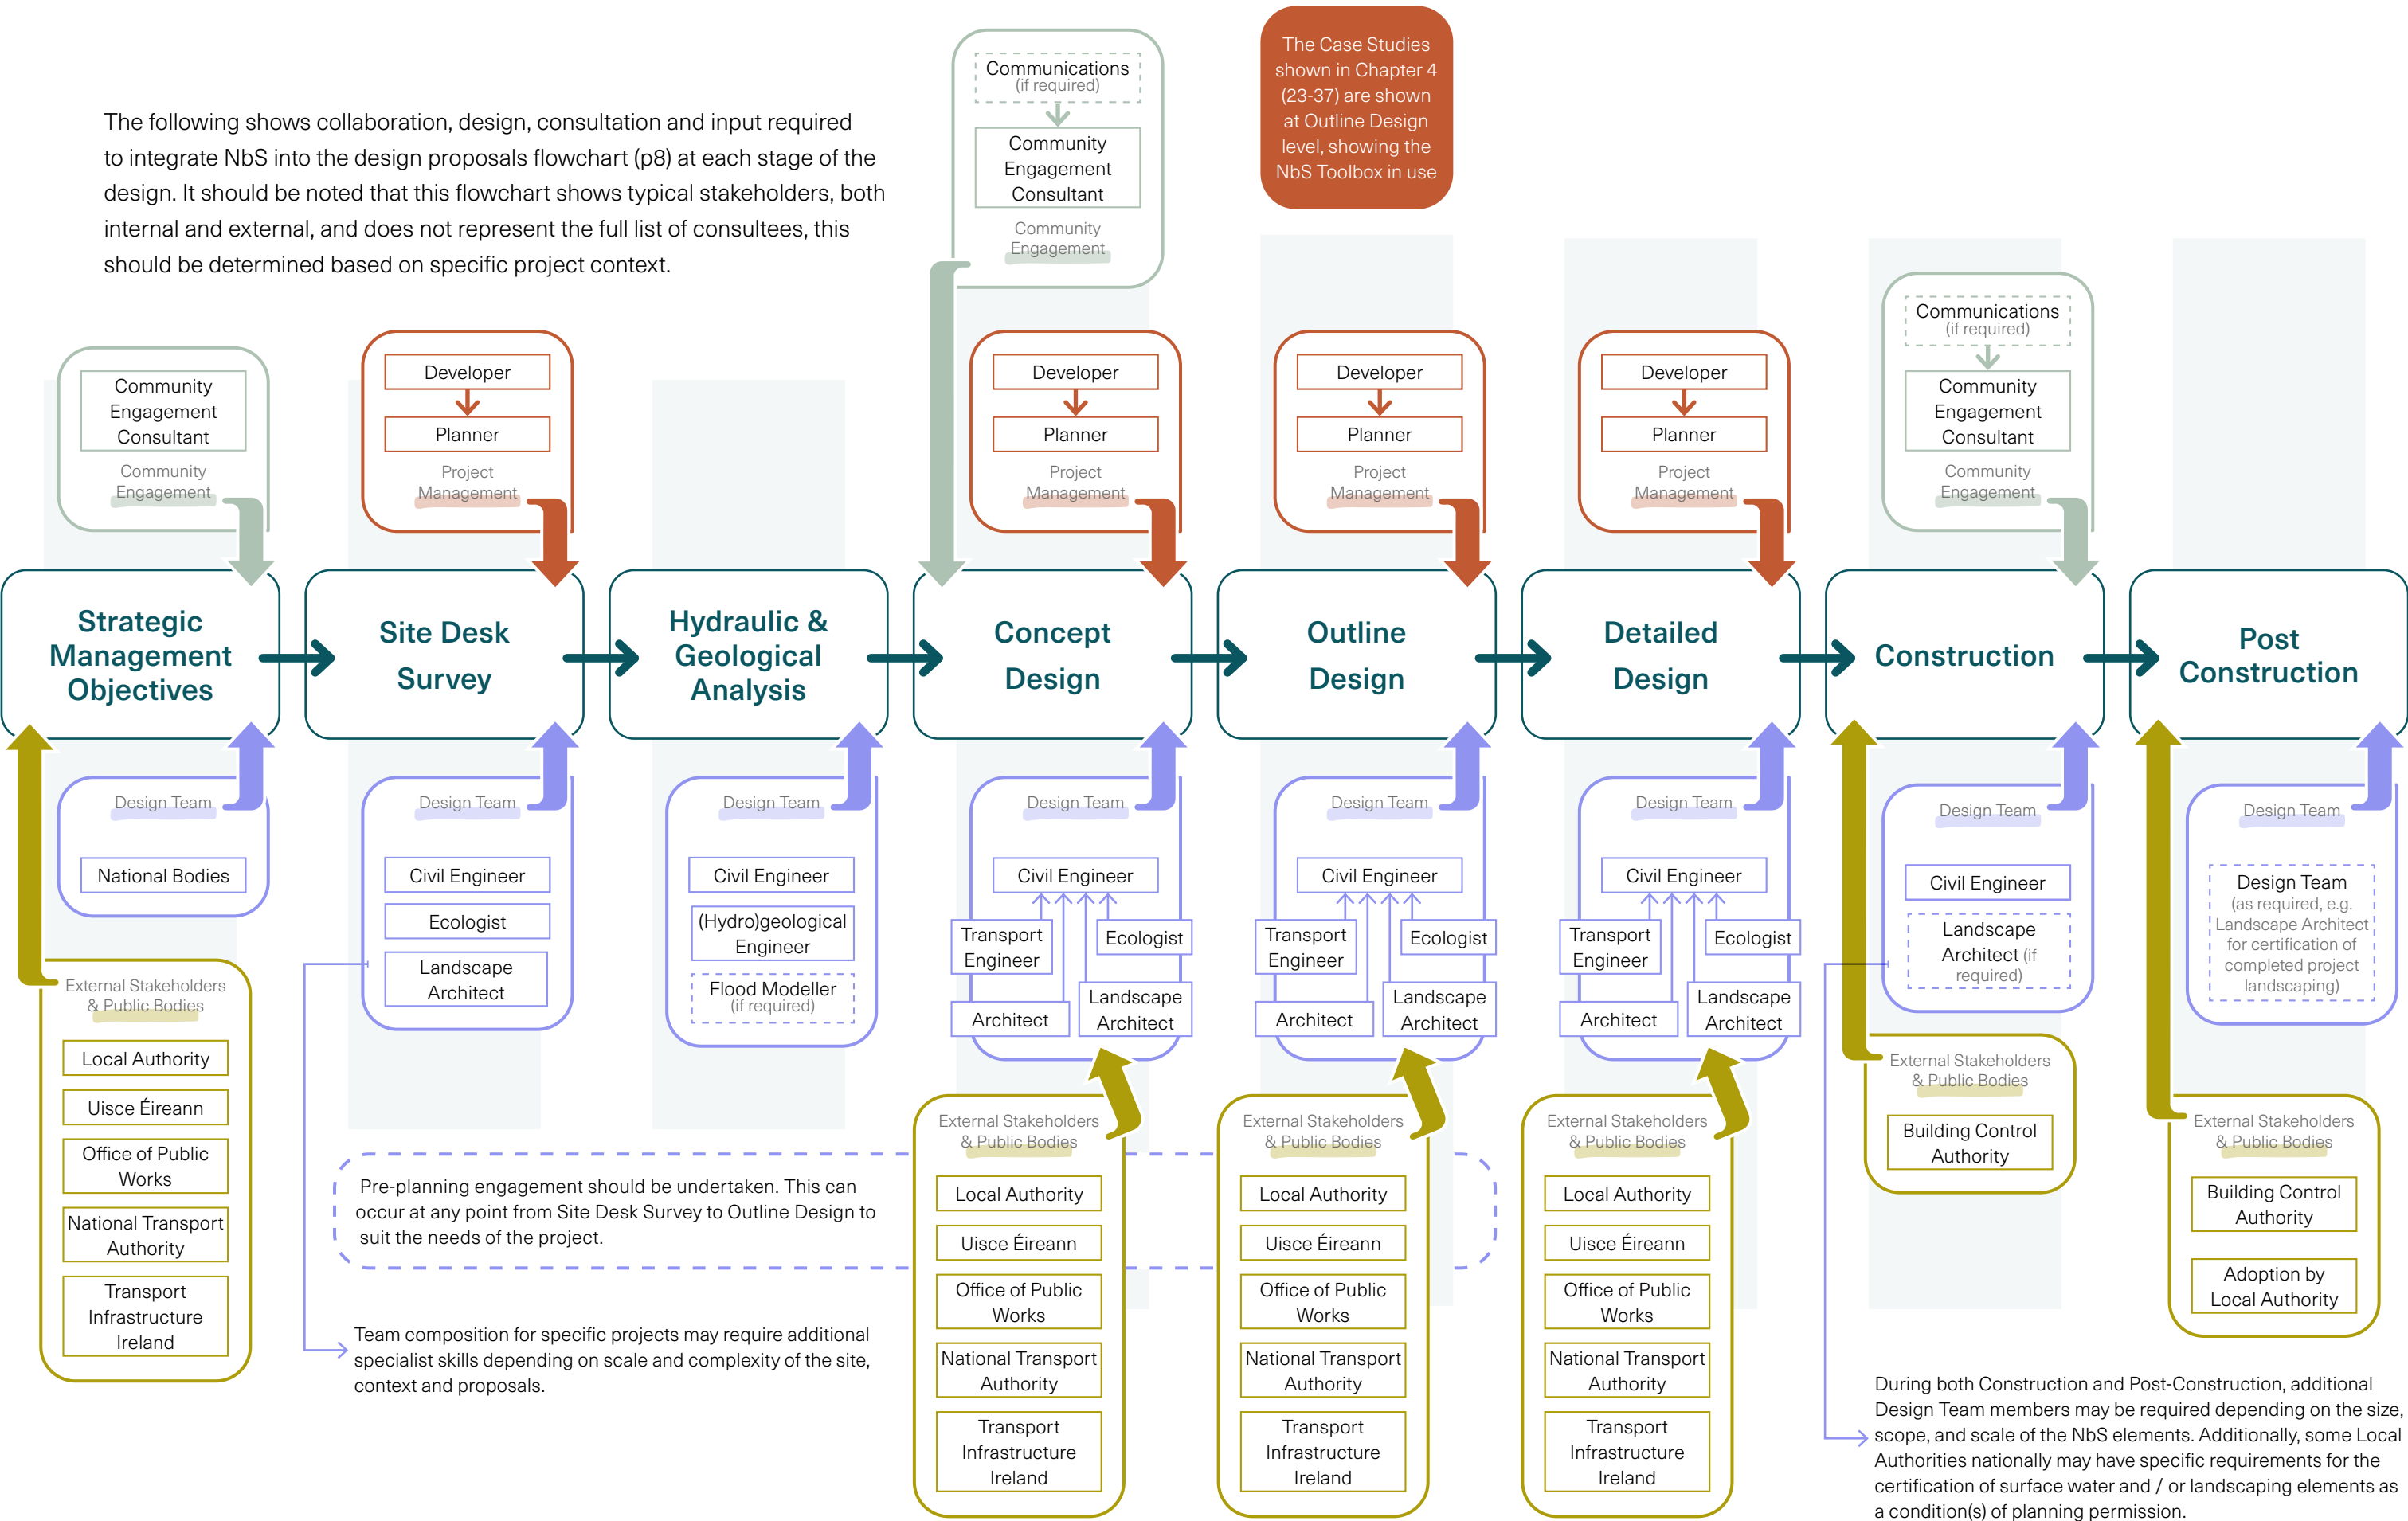 The following shows collaboration, design, consultation and input required
to integrate NbS into the design proposals flowchart (p8) at each stage of the
design. It should be noted that this flowchart shows typical stakeholders, both
internal and external, and does not represent the full list of consultees, this
should be determined based on specific project context.
Communications
(if required)
Community
Engagement
Consultant
Community
Engagement
The Case Studies
shown in Chapter 4
(23-37) are shown
at Outline Design
level, showing the
NbS Toolbox in use
Community
Engagement
Consultant
Community
Engagement
Developer
Planner
Project
Management
Developer
Planner
Project
Management
Developer
Planner
Project
Management
Developer
Planner
Project
Management
Communications
(if required)
Community
Engagement
Consultant
Community
Engagement
Strategic
Management
Objectives
Site Desk
Survey
Hydraulic &
Geological
Analysis
Concept
Design
Outline
Design
Detailed
Design
Construction
Post
Construction
Design Team
National Bodies
External Stakeholders
& Public Bodies
Local Authority
Uisce Éireann
Office of Public
Works
National Transport
Authority
Transport
Infrastructure
Ireland
Design Team
Civil Engineer
Ecologist
Landscape
Architect
Design Team
Civil Engineer
(Hydro)geological
Engineer
Flood Modeller
(if required)
Pre-planning engagement should be undertaken. This can
occur at any point from Site Desk Survey to Outline Design to
suit the needs of the project.
Team composition for specific projects may require additional
specialist skills depending on scale and complexity of the site,
context and proposals.
Design Team
Civil Engineer
Transport
Engineer
Ecologist
Architect
Landscape
Architect
External Stakeholders
& Public Bodies
Local Authority
Uisce Éireann
Office of Public
Works
National Transport
Authority
Transport
Infrastructure
Ireland
Design Team
Civil Engineer
Transport
Engineer
Ecologist
Architect
Landscape
Architect
External Stakeholders
& Public Bodies
Local Authority
Uisce Éireann
Office of Public
Works
National Transport
Authority
Transport
Infrastructure
Ireland
Design Team
Civil Engineer
Transport
Engineer
Ecologist
Architect
Landscape
Architect
External Stakeholders
& Public Bodies
Local Authority
Uisce Éireann
Office of Public
Works
National Transport
Authority
Transport
Infrastructure
Ireland
Design Team
Civil Engineer
Landscape
Architect (if
required)
External Stakeholders
& Public Bodies
Building Control
Authority
Design Team
Design Team
(as required, e.g.
Landscape Architect
for certification of
completed project
landscaping)
External Stakeholders
& Public Bodies
Building Control
Authority
Adoption by
Local Authority
During both Construction and Post-Construction, additional
Design Team members may be required depending on the size,
scope, and scale of the NbS elements. Additionally, some Local
Authorities nationally may have specific requirements for the
certification of surface water and / or landscaping elements as
a condition(s) of planning permission.